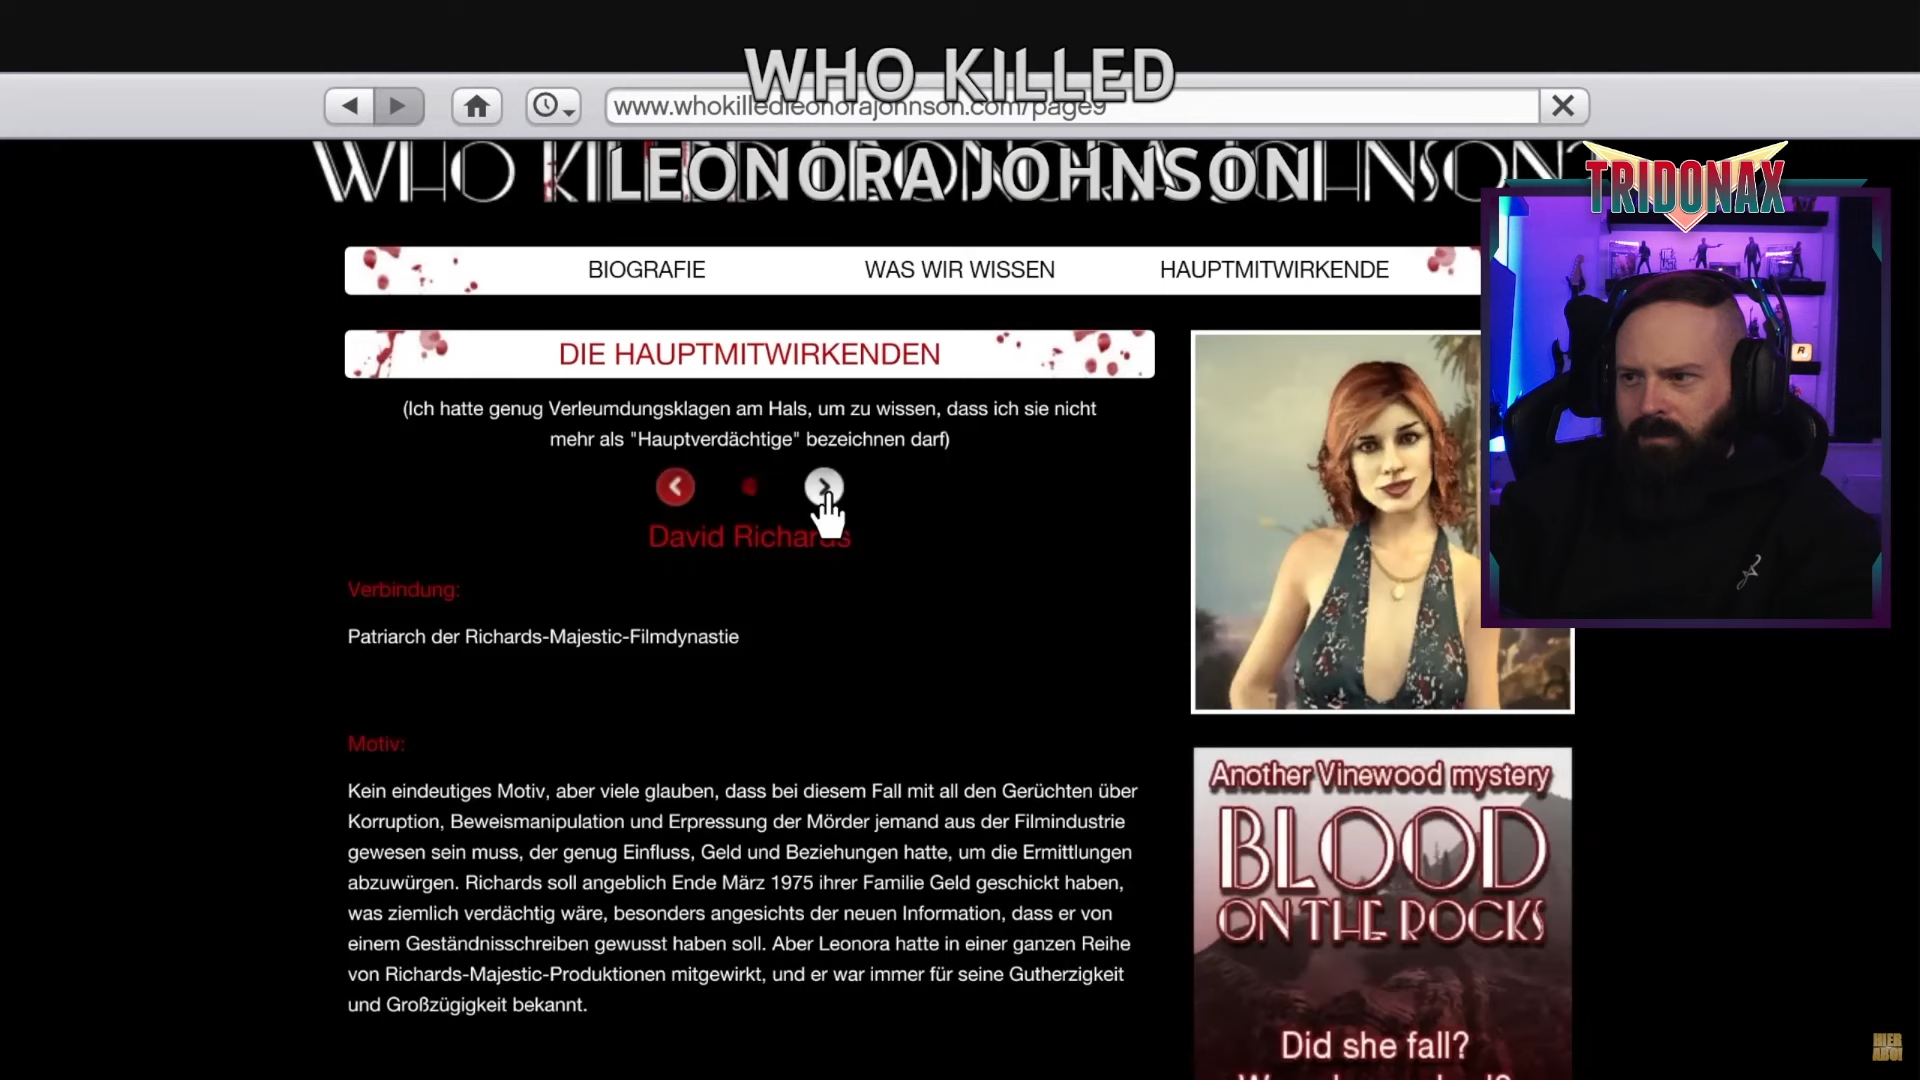 WHO KILLED
LEONORA JOHNSON
www.whokilledleonorajohnson.com/page9
WHO KILLED LEONORA JOHNSON?
TRIDONAX
BIOGRAFIE
WAS WIR WISSEN
HAUPTMITWIRKENDE
DIE HAUPTMITWIRKENDEN
(Ich hatte genug Verleumdungsklagen am Hals, um zu wissen, dass ich sie nicht
mehr als "Hauptverdächtige" bezeichnen darf)
David Richards
Verbindung:
Patriarch der Richards-Majestic-Filmdynastie
Motiv:
Kein eindeutiges Motiv, aber viele glauben, dass bei diesem Fall mit all den Gerüchten über
Korruption, Beweismanipulation und Erpressung der Mörder jemand aus der Filmindustrie
gewesen sein muss, der genug Einfluss, Geld und Beziehungen hatte, um die Ermittlungen
abzuwürgen. Richards soll angeblich Ende März 1975 ihrer Familie Geld geschickt haben,
was ziemlich verdächtig wäre, besonders angesichts der neuen Information, dass er von
einem Geständnisschreiben gewusst haben soll. Aber Leonora hatte in einer ganzen Reihe
von Richards-Majestic-Produktionen mitgewirkt, und er war immer für seine Gutherzigkeit
und Großzügigkeit bekannt.
Another Vinewood mystery
BLOOD
ON THE ROCKS
Did she fall?
R
HIER
ABO!